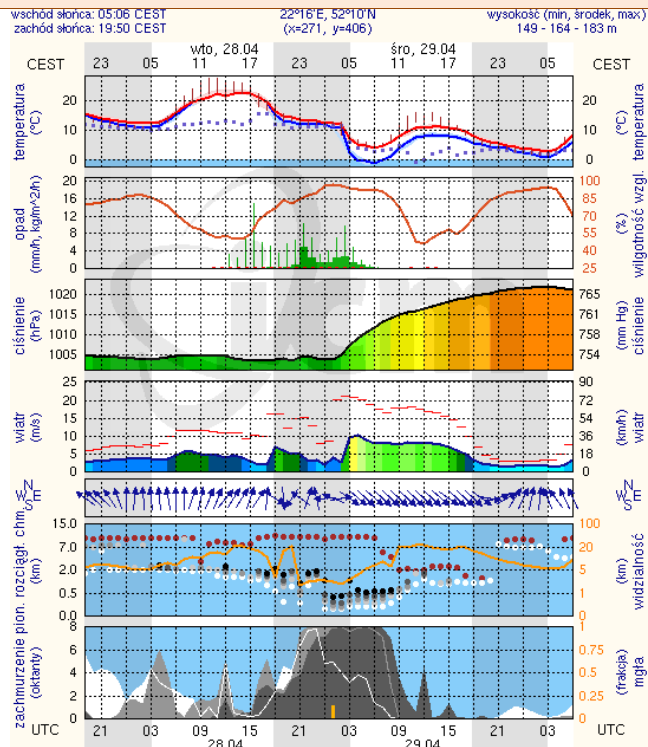 wschód słońca: 05:06 CEST 22°16'E, 52°10'N wysokość (min, środek, max)
zachód słońca: 19:50 CEST (x=271, y=406) 149 - 164 - 183 m
wto, 28.04 śro, 29.04
CEST 23 05 11 17 23 05 11 17 23 05 CEST
temperatura (°C)
20
10
0
20
10
0
temperatura (°C)
opad (mm/h, kg/m^2/h)
20
16
12
8
4
0
100
85
70
55
40
25
wilgotność wzgl. (%)
ciśnienie (hPa)
1020
1015
1010
1005
765
761
758
754
(mm Hg) ciśnienie
wiatr (m/s)
25
20
15
10
5
0
90
72
54
36
18
0
(km/h) wiatr
N
W E
S
N
W E
S
pion. rozciągł. chm. (km)
15.0
7.0
2.0
0.5
0.0
100
20
5
1
0
(km) widzialność
zachmurzenie (oktanty)
8
6
4
2
0
1
0.75
0.5
0.25
0
(frakcja) mgła
UTC 21 03 09 15 21 03 09 15 21 03 UTC
28.04 29.04